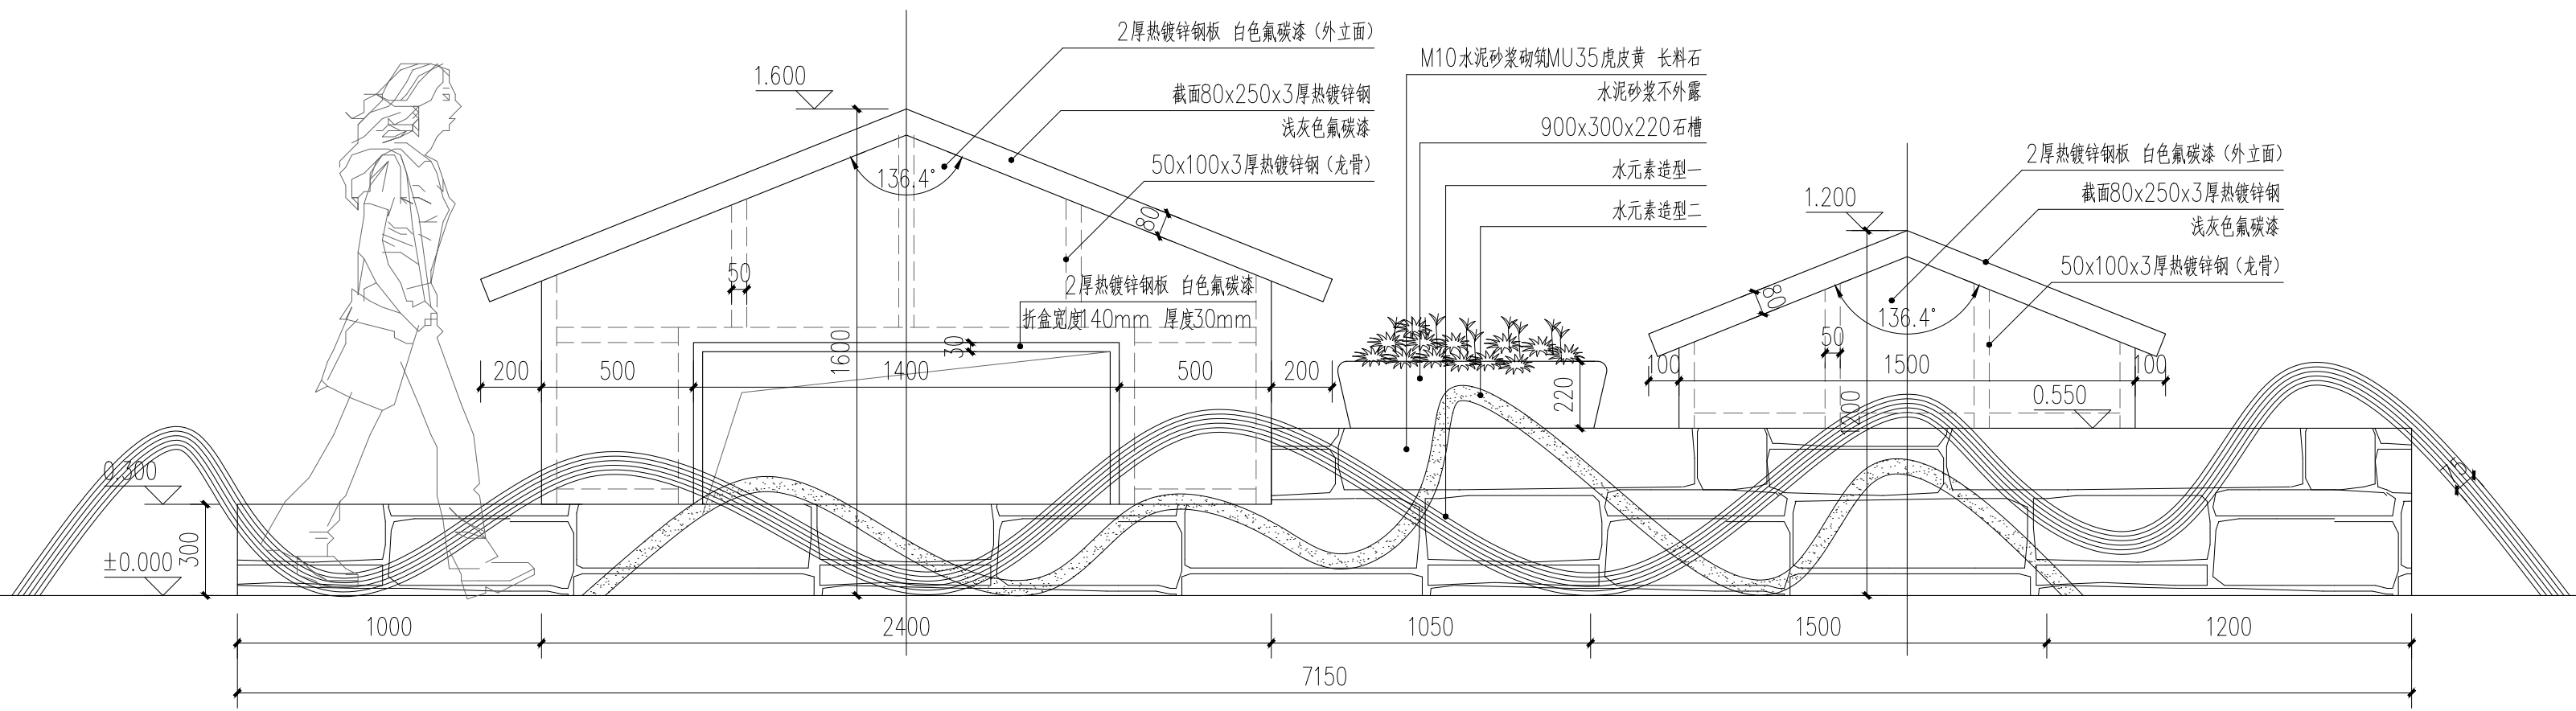 2厚热镀锌钢板 白色氟碳漆（外立面）
1.600
截面80x250x3厚热镀锌钢
浅灰色氟碳漆
50x100x3厚热镀锌钢（龙骨）
M10水泥砂浆砌筑MU35虎皮黄 长料石
水泥砂浆不外露
900x300x220石槽
水元素造型一
水元素造型二
2厚热镀锌钢板 白色氟碳漆（外立面）
1.200
截面80x250x3厚热镀锌钢
浅灰色氟碳漆
50x100x3厚热镀锌钢（龙骨）
136.4°
80
50
2厚热镀锌钢板 白色氟碳漆
折盒宽度140mm 厚度30mm
80
136.4°
50
1600
30
200
500
1400
500
200
220
100
1500
100
1200
0.550
0.300
±0.000
300
15
1000
2400
1050
1500
1200
7150